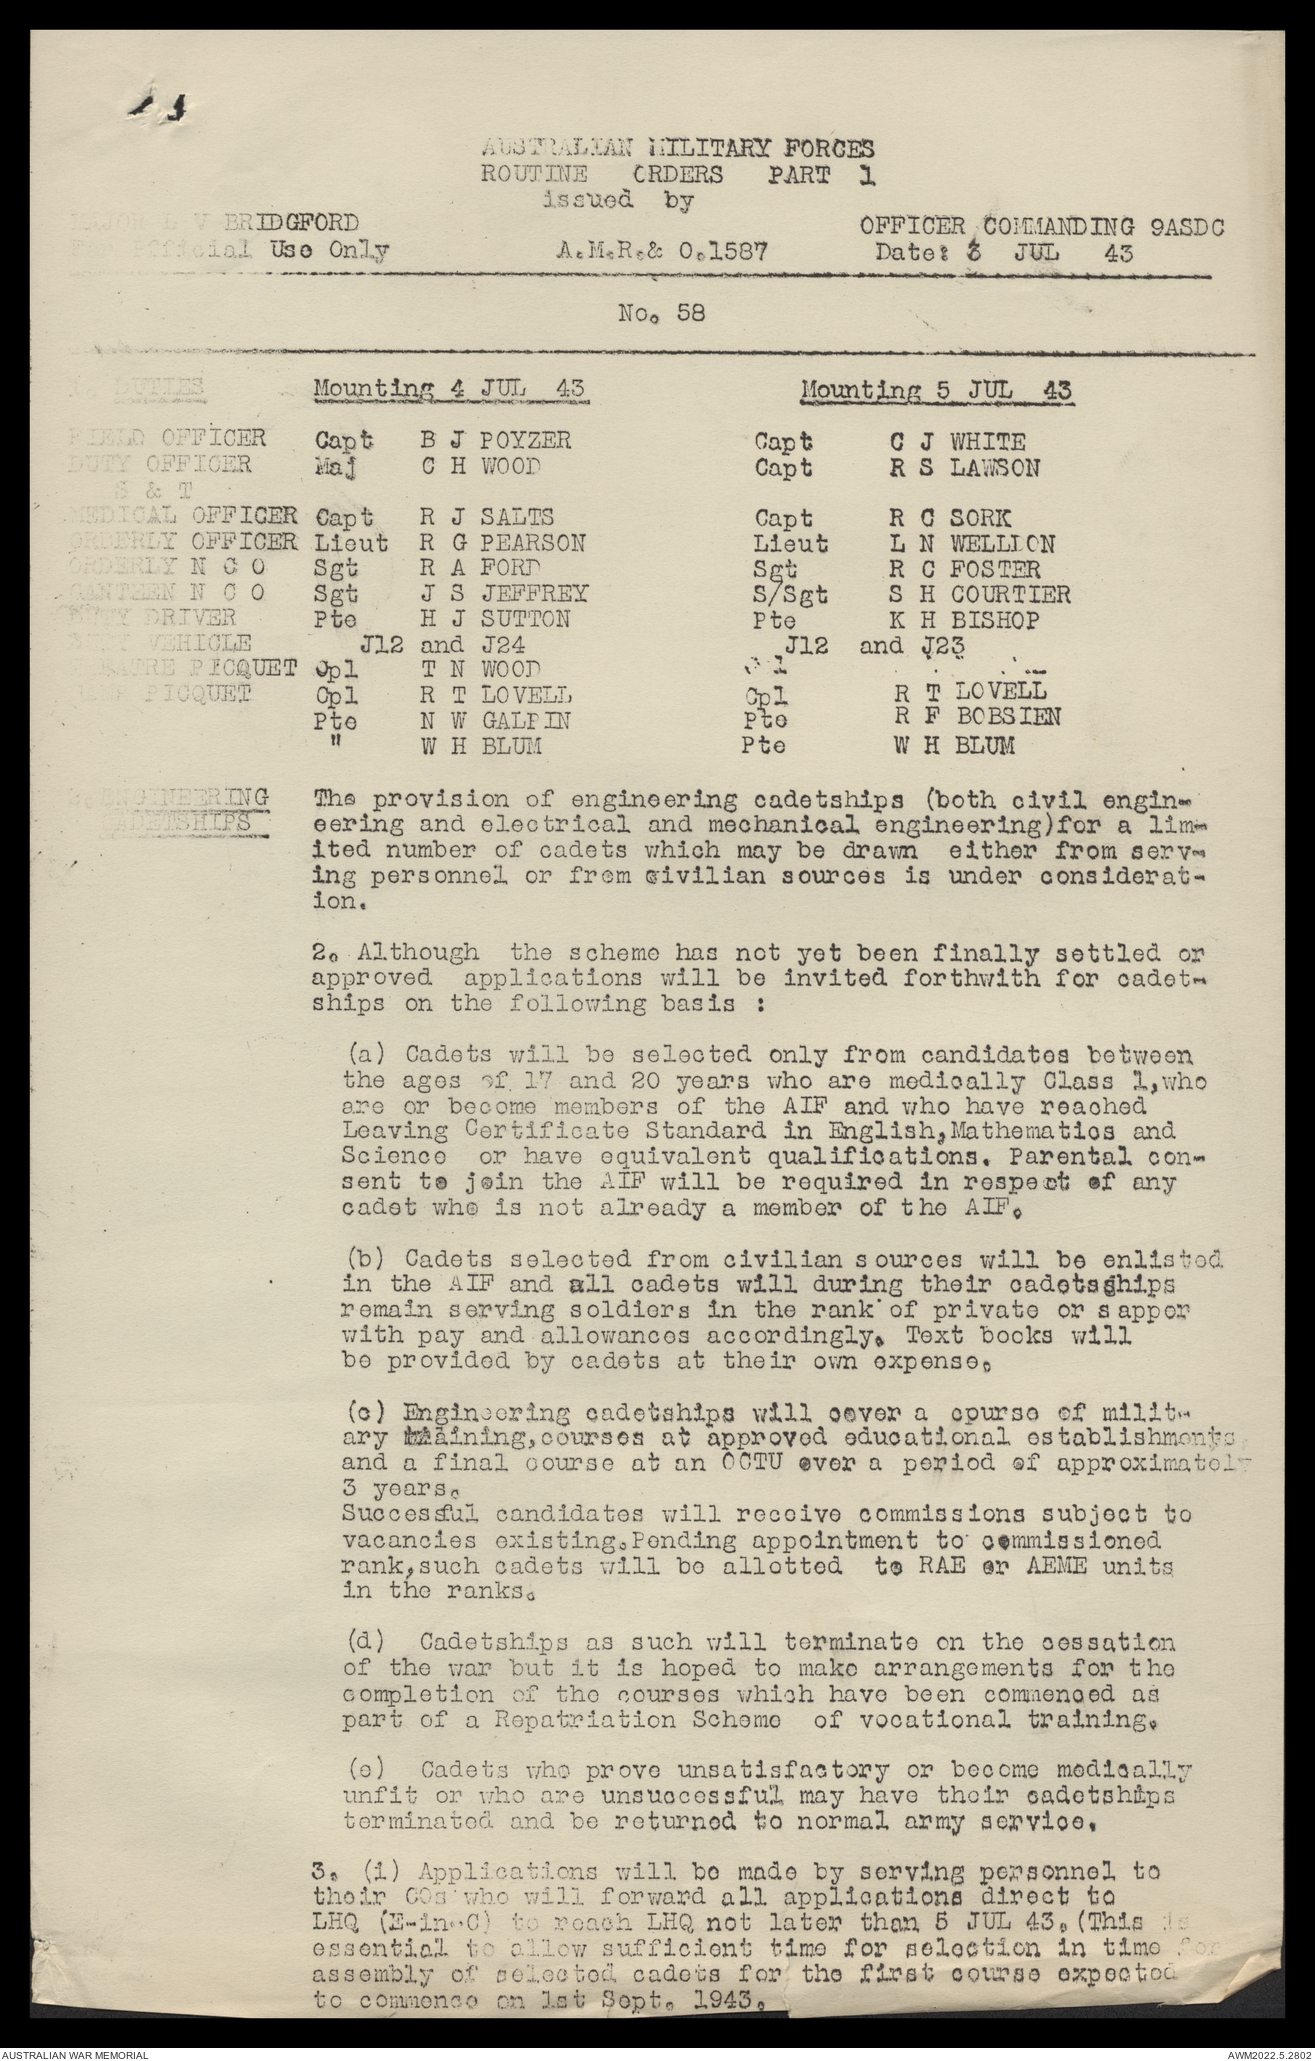 AUSTRALIAN MILITARY FORCES
ROUTINE ORDERS PART 1
issued by
MAJOR L V BRIDGFORD OFFICER COMMANDING 9ASDC
For Official Use Only A.M.R.& O.1587 Date: 3 JUL 43
No. 58
DUTIES Mounting 4 JUL 43 Mounting 5 JUL 43
FIELD OFFICER Capt B J POYZER Capt C J WHITE
DUTY OFFICER Maj C H WOOD Capt R S LAWSON
S & T
MEDICAL OFFICER Capt R J SALTS Capt R C SORK
ORDERLY OFFICER Lieut R G PEARSON Lieut L N WELLION
ORDERLY N C O Sgt R A FORD Sgt R C FOSTER
CANTEEN N C O Sgt J S JEFFREY S/Sgt S H COURTIER
DUTY DRIVER Pte H J SUTTON Pte K H BISHOP
DUTY VEHICLE J12 and J24 J12 and J23
PICQUET Cpl T N WOOD
PICQUET Cpl R T LOVELL Cpl R T LOVELL
Pte N W GALPIN Pte R F BOBSIEN
" W H BLUM Pte W H BLUM
ENGINEERING The provision of engineering cadetships (both civil engin-
CADETSHIPS eering and electrical and mechanical engineering)for a lim-
ited number of cadets which may be drawn either from serv-
ing personnel or from civilian sources is under considerat-
ion.
2. Although the scheme has not yet been finally settled or
approved applications will be invited forthwith for cadet-
ships on the following basis :
(a) Cadets will be selected only from candidates between
the ages of 17 and 20 years who are medically Class 1,who
are or become members of the AIF and who have reached
Leaving Certificate Standard in English,Mathematics and
Science or have equivalent qualifications. Parental con-
sent to join the AIF will be required in respect of any
cadet who is not already a member of the AIF.
(b) Cadets selected from civilian sources will be enlisted
in the AIF and all cadets will during their cadetsships
remain serving soldiers in the rank of private or sapper
with pay and allowances accordingly. Text books will
be provided by cadets at their own expense.
(c) Engineering cadetships will cover a cpurse of milit-
ary training,courses at approved educational establishments
and a final course at an OCTU over a period of approximately
3 years.
Successful candidates will receive commissions subject to
vacancies existing.Pending appointment to commissioned
rank,such cadets will be allotted to RAE or AEME units
in the ranks.
(d) Cadetships as such will terminate on the cessation
of the war but it is hoped to make arrangements for the
completion of the courses which have been commenced as
part of a Repatriation Scheme of vocational training.
(e) Cadets who prove unsatisfactory or become medically
unfit or who are unsuccessful may have their cadetships
terminated and be returned to normal army service.
3. (i) Applications will be made by serving personnel to
their COs who will forward all applications direct to
LHQ (E-in-C) to reach LHQ not later than 5 JUL 43.(This is
essential to allow sufficient time for selection in time for
assembly of selected cadets for the first course expected
to commence on 1st Sept. 1943.
AUSTRALIAN WAR MEMORIAL AWM2022.5.2802